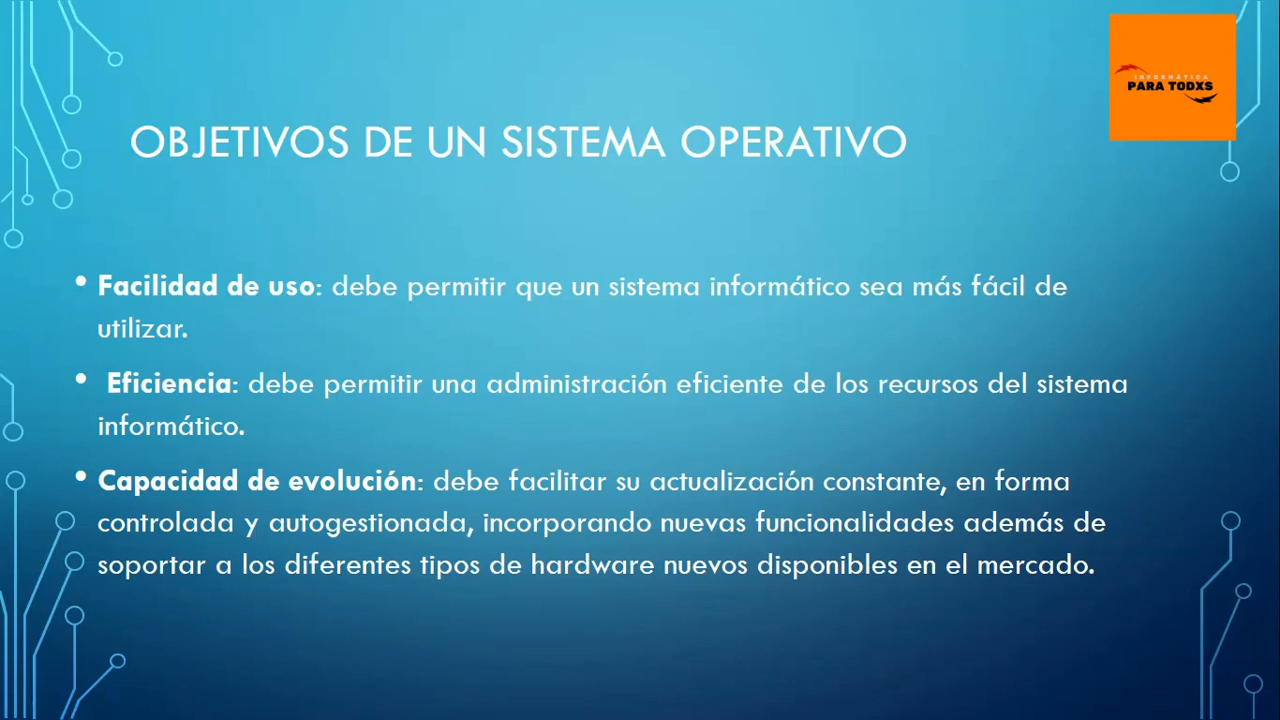 INFORMÁTICA
PARA TODXS
OBJETIVOS DE UN SISTEMA OPERATIVO
• Facilidad de uso: debe permitir que un sistema informático sea más fácil de
utilizar.
• Eficiencia: debe permitir una administración eficiente de los recursos del sistema
informático.
• Capacidad de evolución: debe facilitar su actualización constante, en forma
controlada y autogestionada, incorporando nuevas funcionalidades además de
soportar a los diferentes tipos de hardware nuevos disponibles en el mercado.